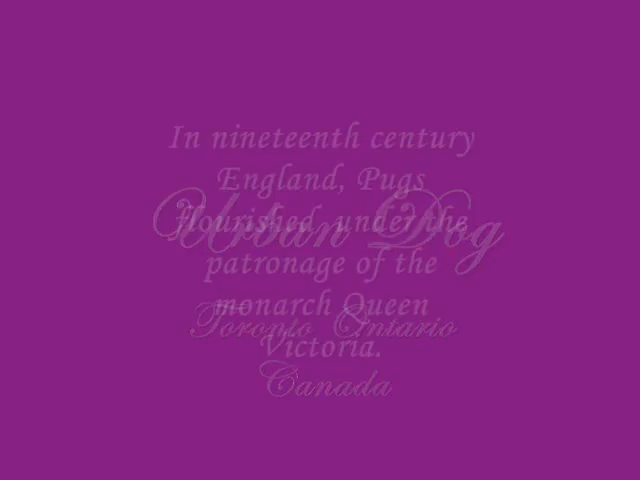 In nineteenth century
England, Pugs
Urban Dog
flourished under the
patronage of the
monarch Queen
Toronto Ontario
Victoria.
Canada